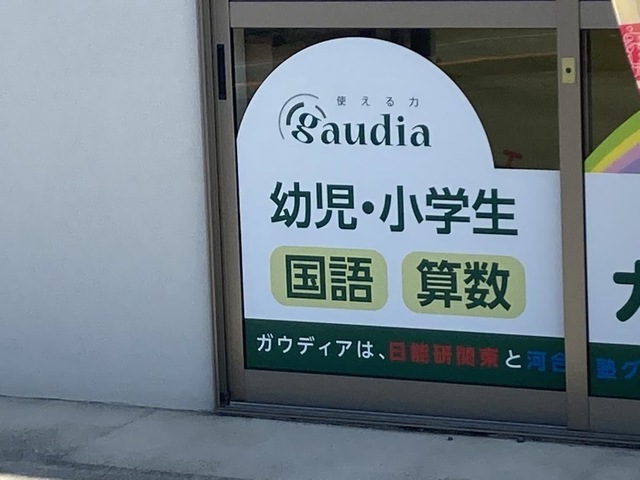 使える力
gaudia
幼児・小学生
国語 算数
ガウディアは、日能研関東と河合塾グ